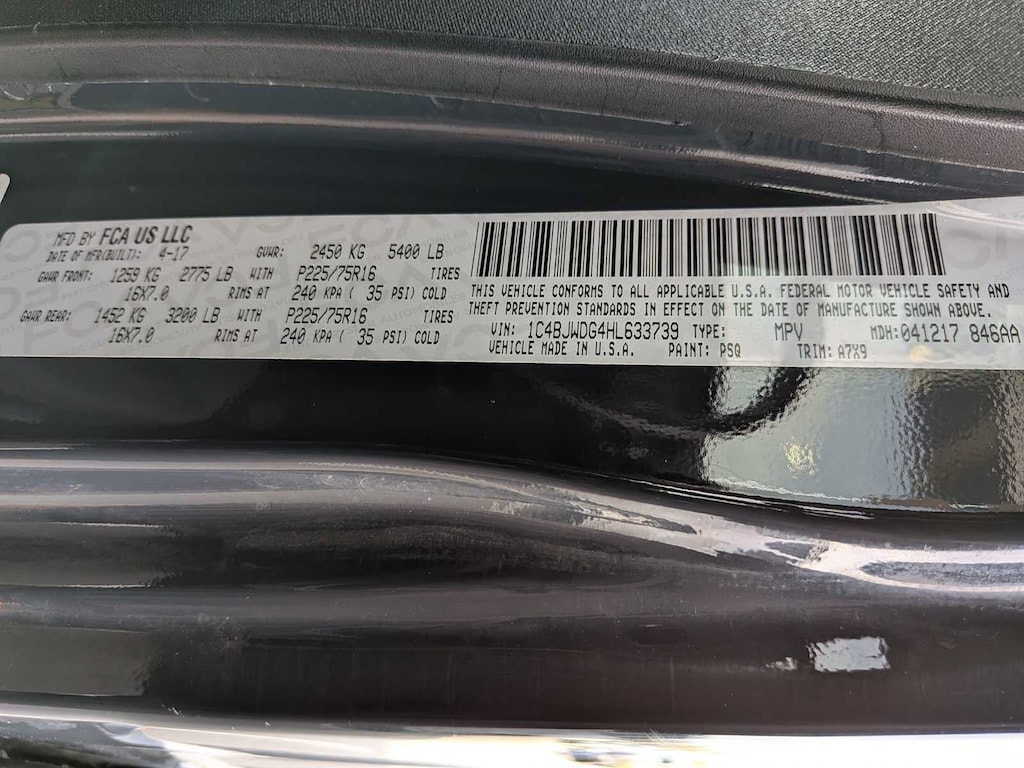 MFD BY FCA US LLC
DATE OF MFR(BUILT): 4-17 GVWR: 2450 KG 5400 LB
GAWR FRONT: 1259 KG 2775 LB WITH P225/75R16 TIRES
16X7.0 RIMS AT 240 KPA ( 35 PSI) COLD
GAWR REAR: 1452 KG 3200 LB WITH P225/75R16 TIRES
16X7.0 RIMS AT 240 KPA ( 35 PSI) COLD
THIS VEHICLE CONFORMS TO ALL APPLICABLE U.S.A. FEDERAL MOTOR VEHICLE SAFETY AND
THEFT PREVENTION STANDARDS IN EFFECT ON THE DATE OF MANUFACTURE SHOWN ABOVE.
VIN: 1C4BJWDG4HL633739 TYPE: MPV MDH: 041217 846AA
VEHICLE MADE IN U.S.A. PAINT: PSQ TRIM: A7X9